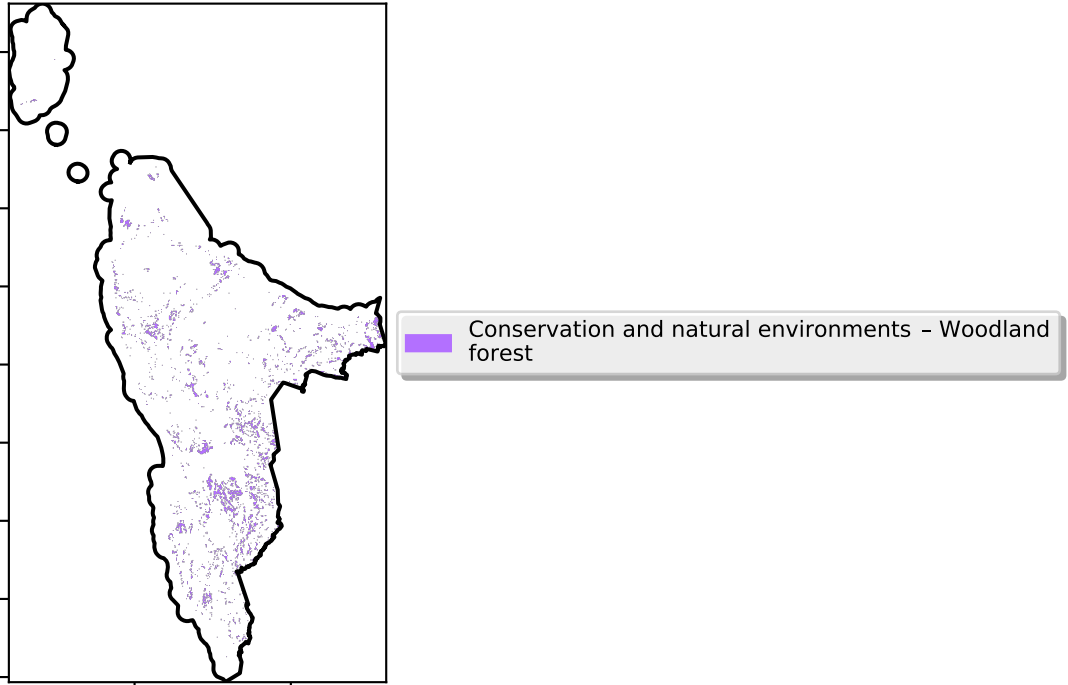 Conservation and natural environments – Woodland
forest